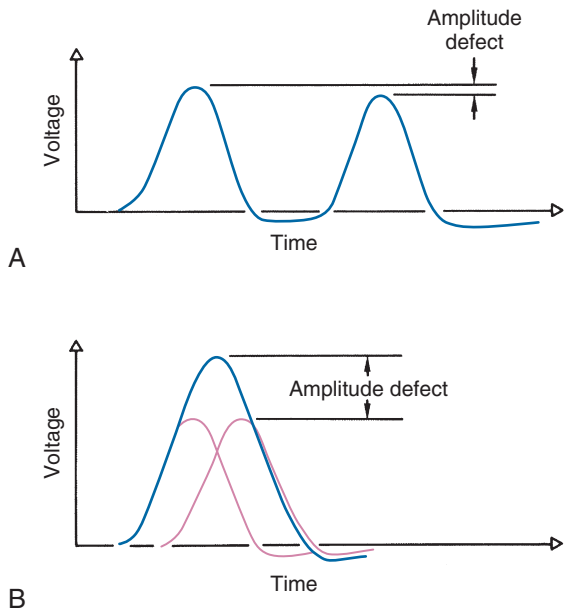 Amplitude
defect
Voltage
Time
A
Amplitude defect
Voltage
Time
B